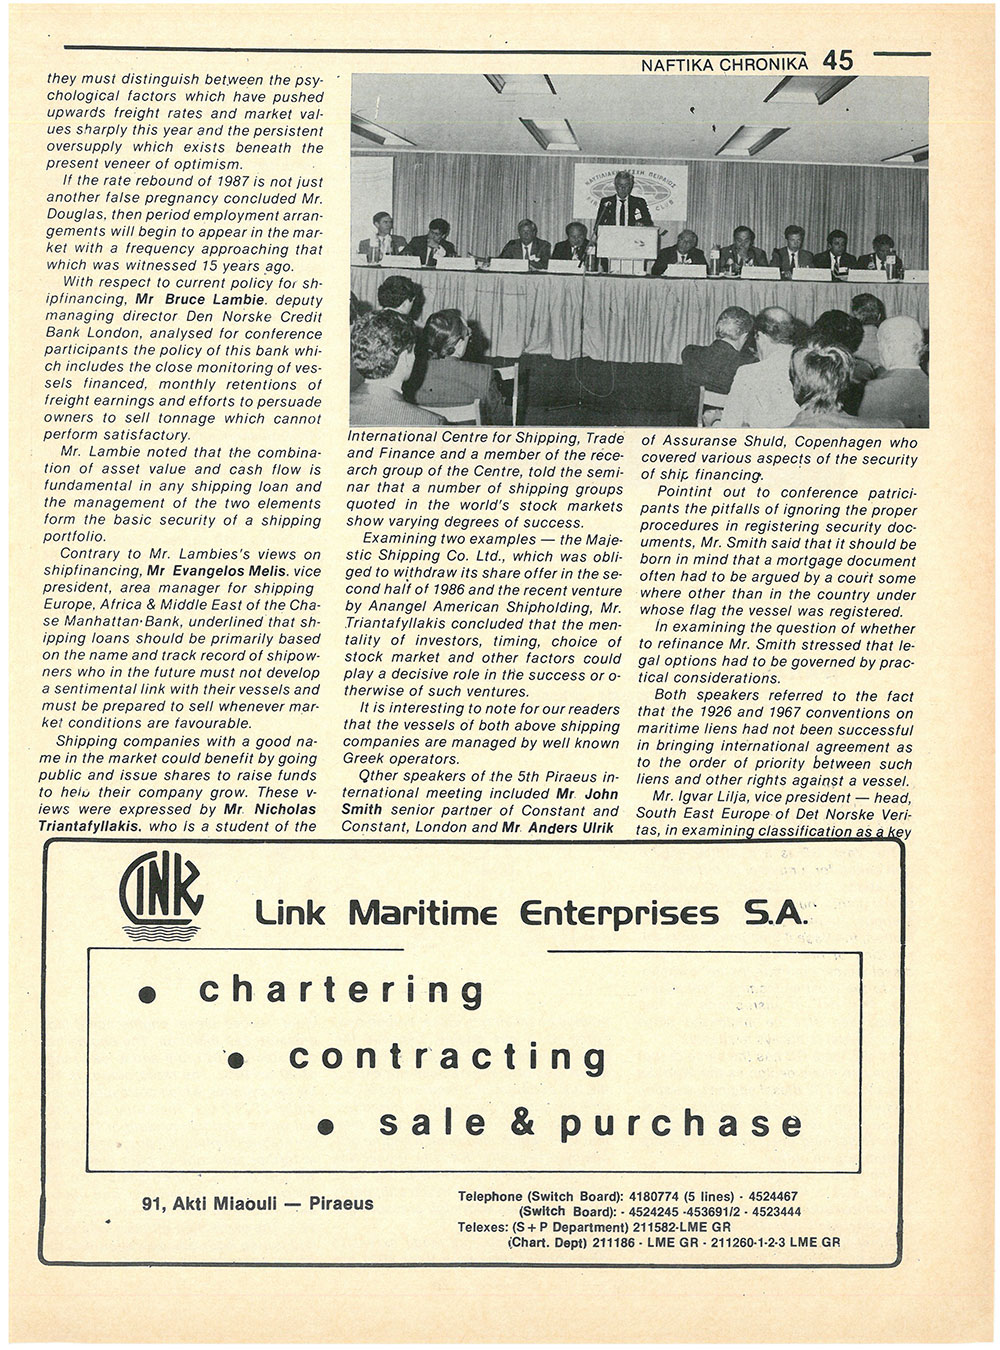 NAFTIKA CHRONIKA 45
they must distinguish between the psy-
chological factors which have pushed
upwards freight rates and market val-
ues sharply this year and the persistent
oversupply which exists beneath the
present veneer of optimism.
If the rate rebound of 1987 is not just
another false pregnancy concluded Mr.
Douglas, then period employment arran-
gements will begin to appear in the mar-
ket with a frequency approaching that
which was witnessed 15 years ago.
With respect to current policy for sh-
ipfinancing, Mr Bruce Lambie. deputy
managing director Den Norske Credit
Bank London, analysed for conference
participants the policy of this bank whi-
ch includes the close monitoring of ves-
sels financed, monthly retentions of
freight earnings and efforts to persuade
owners to sell tonnage which cannot
perform satisfactory.
Mr. Lambie noted that the combina-
tion of asset value and cash flow is
fundamental in any shipping loan and
the management of the two elements
form the basic security of a shipping
portfolio.
Contrary to Mr. Lambies's views on
shipfinancing, Mr Evangelos Melis. vice
president, area manager for shipping
Europe, Africa & Middle East of the Cha-
se Manhattan Bank, underlined that sh-
ipping loans should be primarily based
on the name and track record of shipow-
ners who in the future must not develop
a sentimental link with their vessels and
must be prepared to sell whenever mar-
ket conditions are favourable.
Shipping companies with a good na-
me in the market could benefit by going
public and issue shares to raise funds
to help their company grow. These v-
iews were expressed by Mr. Nicholas
Triantafyllakis. who is a student of the
ΠΕΙΡΑΙΩΣ
CLUB
International Centre for Shipping, Trade
and Finance and a member of the rece-
arch group of the Centre, told the semi-
nar that a number of shipping groups
quoted in the world's stock markets
show varying degrees of success.
Examining two examples — the Maje-
stic Shipping Co. Ltd., which was obli-
ged to withdraw its share offer in the se-
cond half of 1986 and the recent venture
by Anangel American Shipholding, Mr.
Triantafyllakis concluded that the men-
tality of investors, timing, choice of
stock market and other factors could
play a decisive role in the success or o-
therwise of such ventures.
It is interesting to note for our readers
that the vessels of both above shipping
companies are managed by well known
Greek operators.
Other speakers of the 5th Piraeus in-
ternational meeting included Mr. John
Smith senior partner of Constant and
Constant, London and Mr. Anders Ulrik
of Assuranse Shuld, Copenhagen who
covered various aspects of the security
of ship financing.
Pointint out to conference patrici-
pants the pitfalls of ignoring the proper
procedures in registering security doc-
uments, Mr. Smith said that it should be
born in mind that a mortgage document
often had to be argued by a court some
where other than in the country under
whose flag the vessel was registered.
In examining the question of whether
to refinance Mr. Smith stressed that le-
gal options had to be governed by prac-
tical considerations.
Both speakers referred to the fact
that the 1926 and 1967 conventions on
maritime liens had not been successful
in bringing international agreement as
to the order of priority between such
liens and other rights against a vessel.
Mr. Igvar Lilja, vice president — head,
South East Europe of Det Norske Veri-
tas, in examining classification as a key
LINK
Link Maritime Enterprises S.A.
• chartering
• contracting
• sale & purchase
91, Akti Miaouli — Piraeus
Telephone (Switch Board): 4180774 (5 lines) - 4524467
(Switch Board): - 4524245 -453691/2 - 4523444
Telexes: (S + P Department) 211582-LME GR
(Chart. Dept) 211186 - LME GR - 211260-1-2-3 LME GR